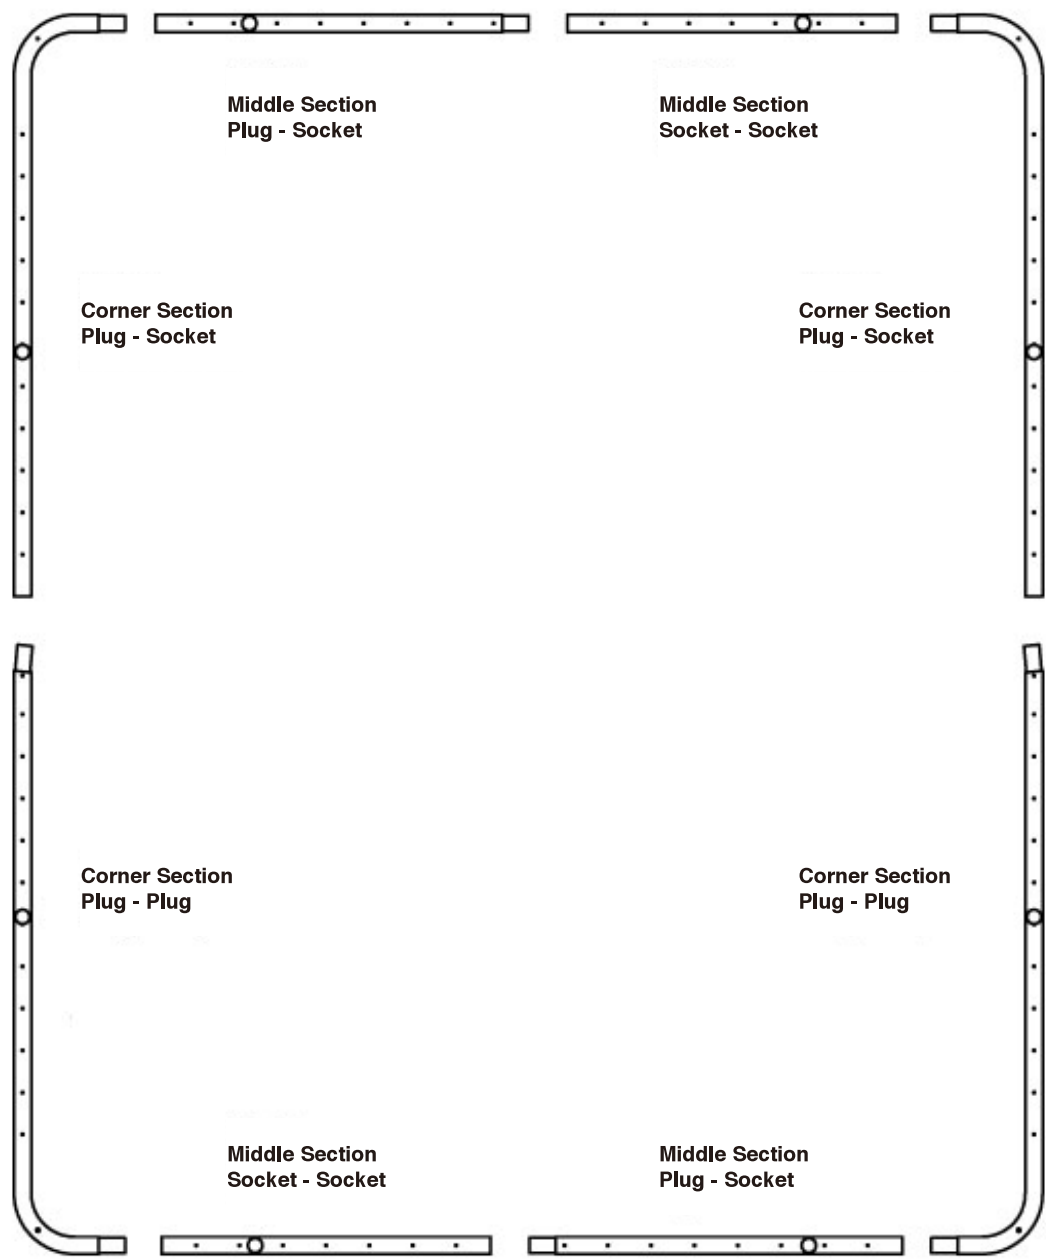 Middle Section
Plug - Socket
Middle Section
Socket - Socket
Corner Section
Plug - Socket
Corner Section
Plug - Socket
Corner Section
Plug - Plug
Corner Section
Plug - Plug
Middle Section
Socket - Socket
Middle Section
Plug - Socket